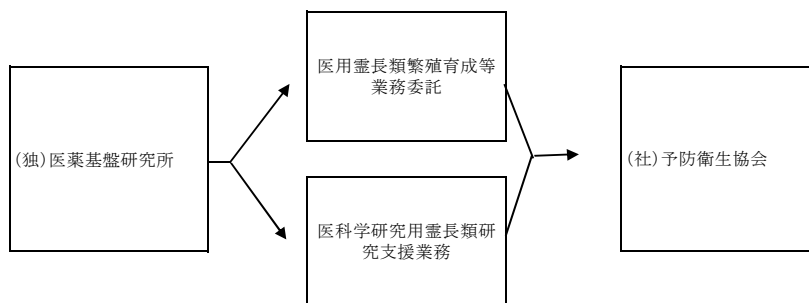 (独)医薬基盤研究所
医用霊長類繁殖育成等
業務委託
医科学研究用霊長類研
究支援業務
(社)予防衛生協会